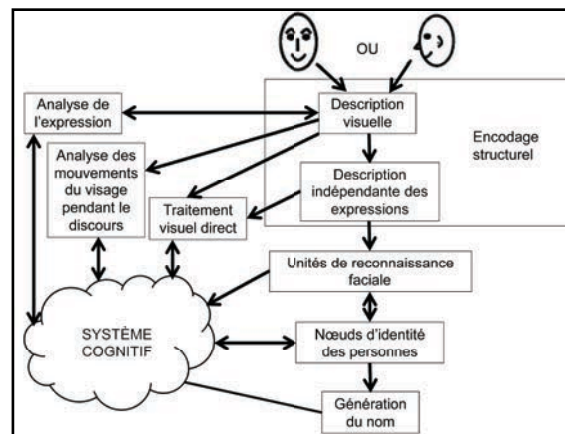 OU
Analyse de
l'expression
Description
visuelle
Encodage
structurel
Analyse des
mouvements
du visage
pendant le
discours
Traitement
visuel direct
Description
indépendante des
expressions
Unités de reconnaissance
faciale
SYSTÈME
COGNITIF
Nœuds d'identité
des personnes
Génération
du nom